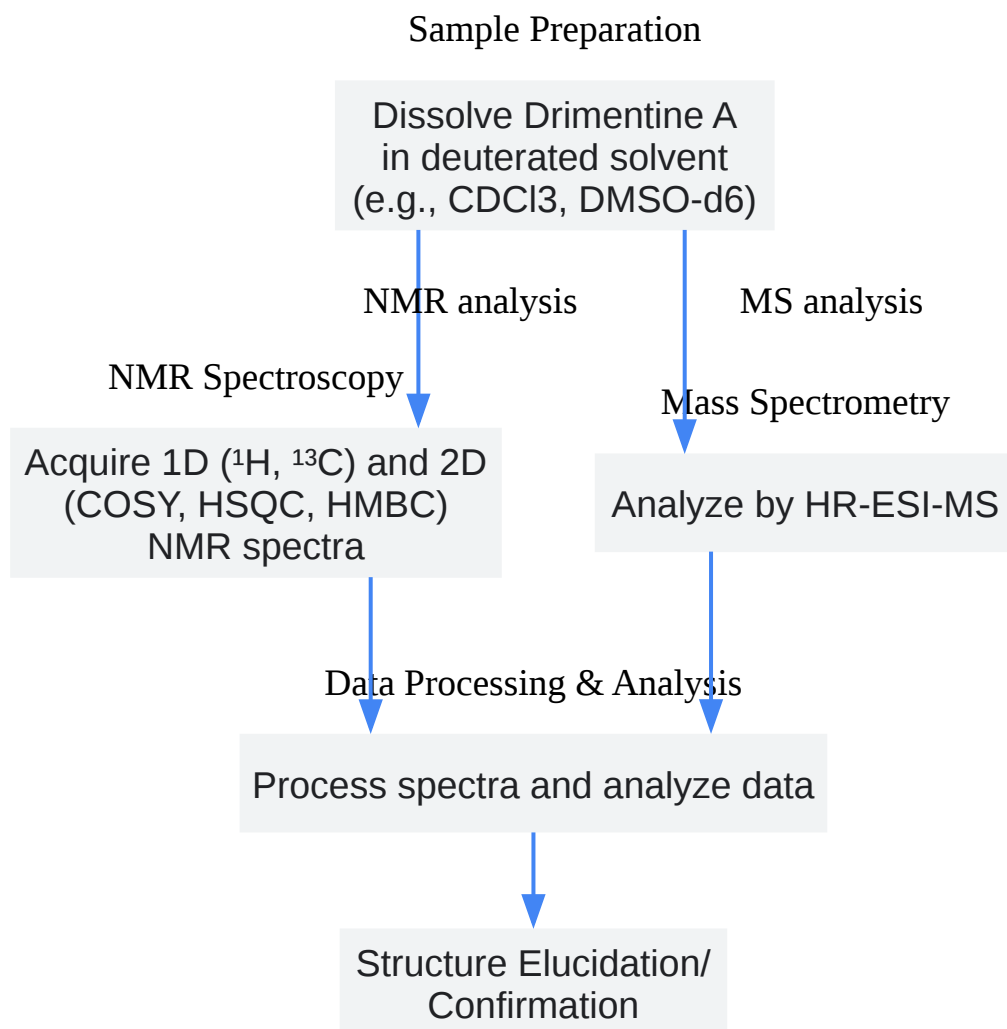 Sample Preparation
Dissolve Drimentine A
in deuterated solvent
(e.g., CDCl3, DMSO-d6)
NMR analysis
MS analysis
NMR Spectroscopy
Mass Spectrometry
Acquire 1D (¹H, ¹³C) and 2D
(COSY, HSQC, HMBC)
NMR spectra
Analyze by HR-ESI-MS
Data Processing & Analysis
Process spectra and analyze data
Structure Elucidation/
Confirmation